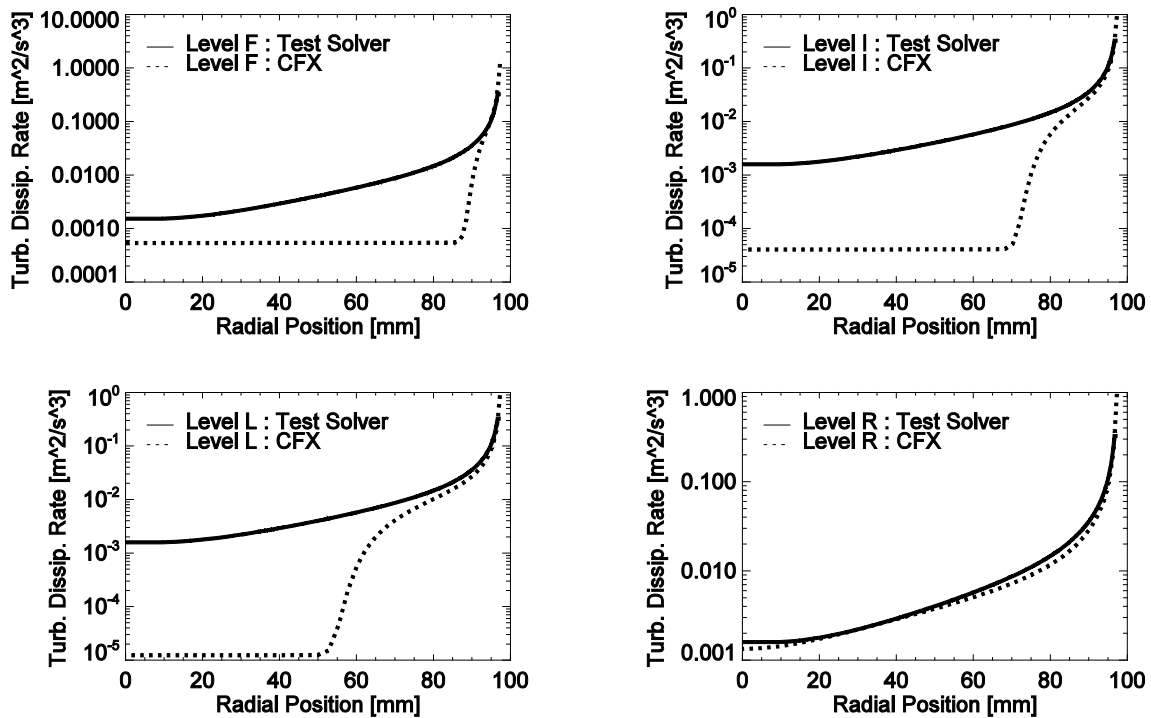 Turb. Dissip. Rate [m^2/s^3]
10.0000
1.0000
0.1000
0.0100
0.0010
0.0001
Level F : Test Solver
Level F : CFX
0 20 40 60 80 100
Radial Position [mm]
Turb. Dissip. Rate [m^2/s^3]
10^0
10^-1
10^-2
10^-3
10^-4
10^-5
Level I : Test Solver
Level I : CFX
0 20 40 60 80 100
Radial Position [mm]
Turb. Dissip. Rate [m^2/s^3]
10^0
10^-1
10^-2
10^-3
10^-4
10^-5
Level L : Test Solver
Level L : CFX
0 20 40 60 80 100
Radial Position [mm]
Turb. Dissip. Rate [m^2/s^3]
1.000
0.100
0.010
0.001
Level R : Test Solver
Level R : CFX
0 20 40 60 80 100
Radial Position [mm]